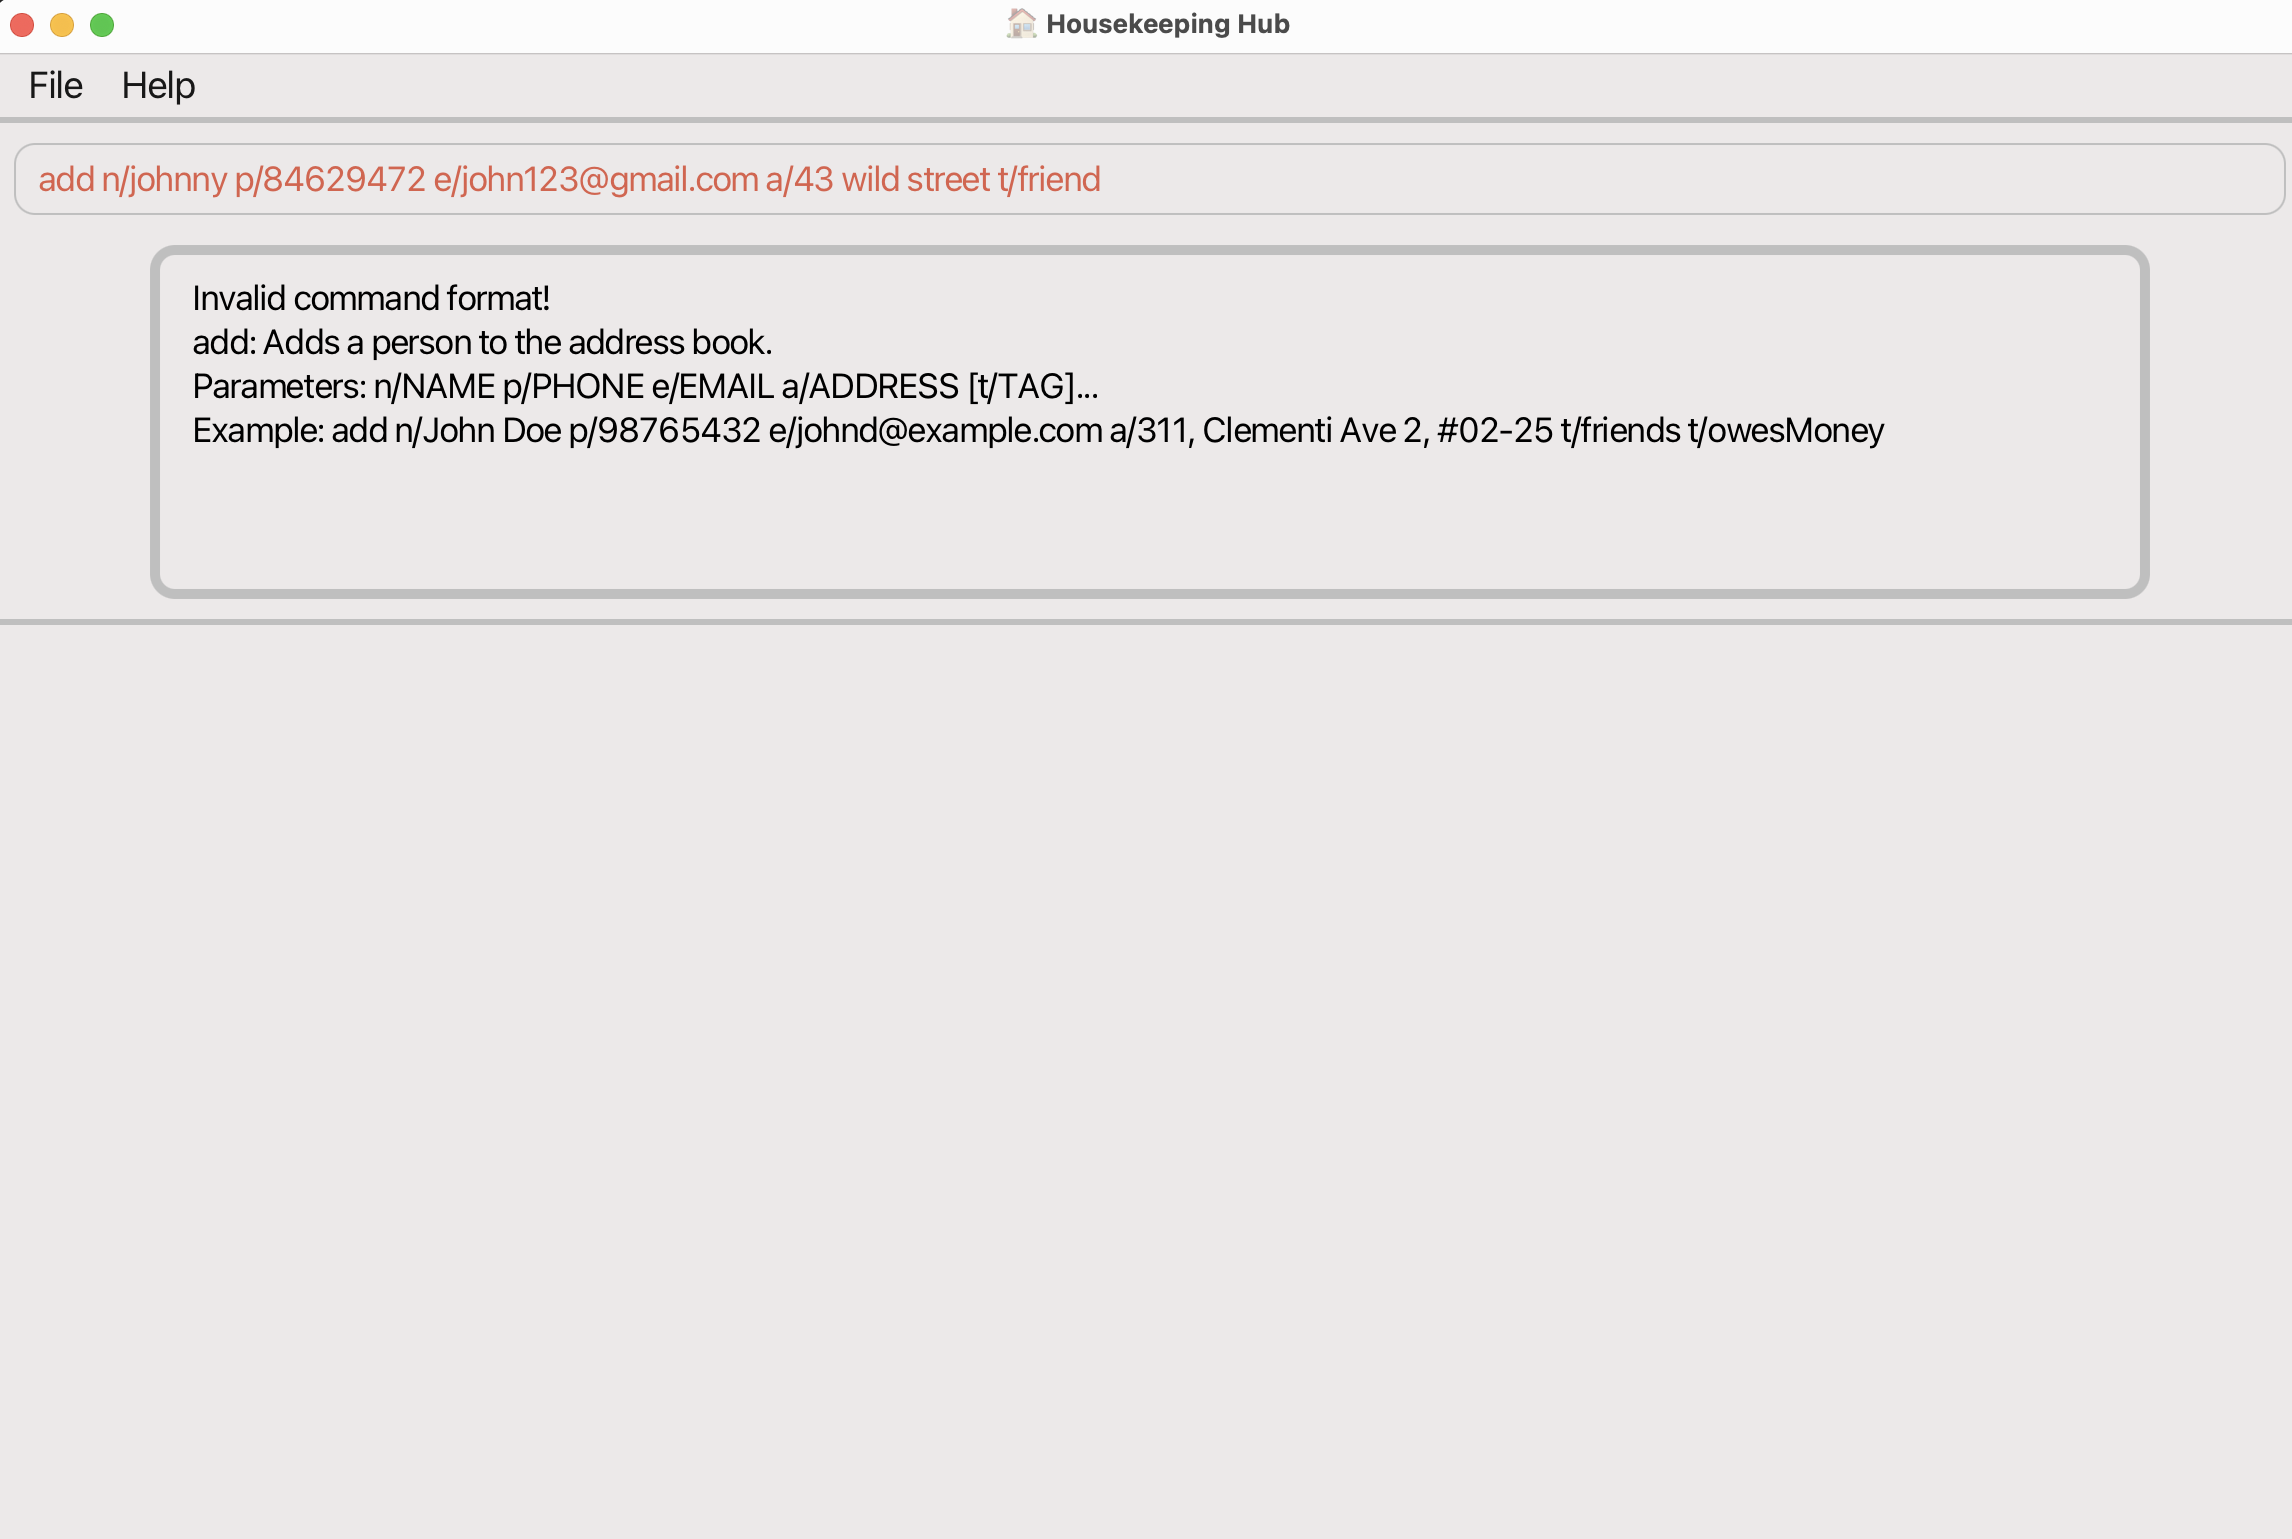 Housekeeping Hub
File Help
add n/johnny p/84629472 e/john123@gmail.com a/43 wild street t/friend
Invalid command format!
add: Adds a person to the address book.
Parameters: n/NAME p/PHONE e/EMAIL a/ADDRESS [t/TAG]...
Example: add n/John Doe p/98765432 e/johnd@example.com a/311, Clementi Ave 2, #02-25 t/friends t/owesMoney